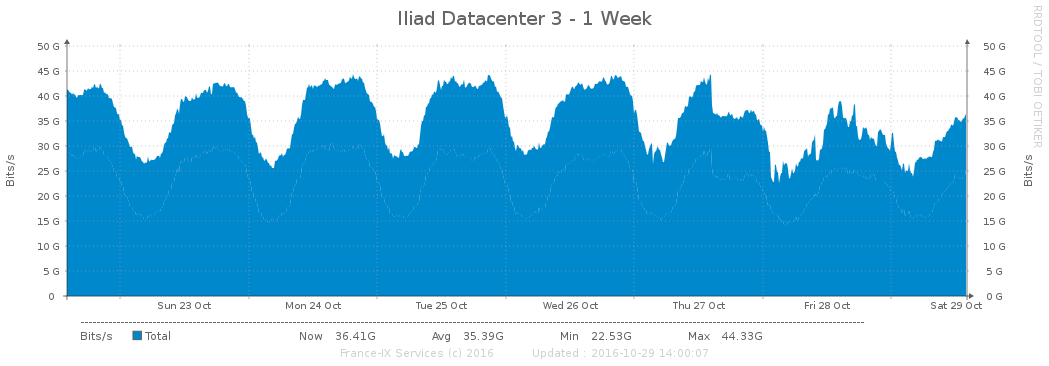 Iliad Datacenter 3 - 1 Week
RRDTOOL / TOBI OETIKER
Bits/s
50 G
45 G
40 G
35 G
30 G
25 G
20 G
15 G
10 G
5 G
0
50 G
45 G
40 G
35 G
30 G
25 G
20 G
15 G
10 G
5 G
0 G
Bits/s
Sun 23 Oct Mon 24 Oct Tue 25 Oct Wed 26 Oct Thu 27 Oct Fri 28 Oct Sat 29 Oct
Bits/s Total Now 36.41G Avg 35.39G Min 22.53G Max 44.33G
France-IX Services (c) 2016 Updated : 2016-10-29 14:00:07